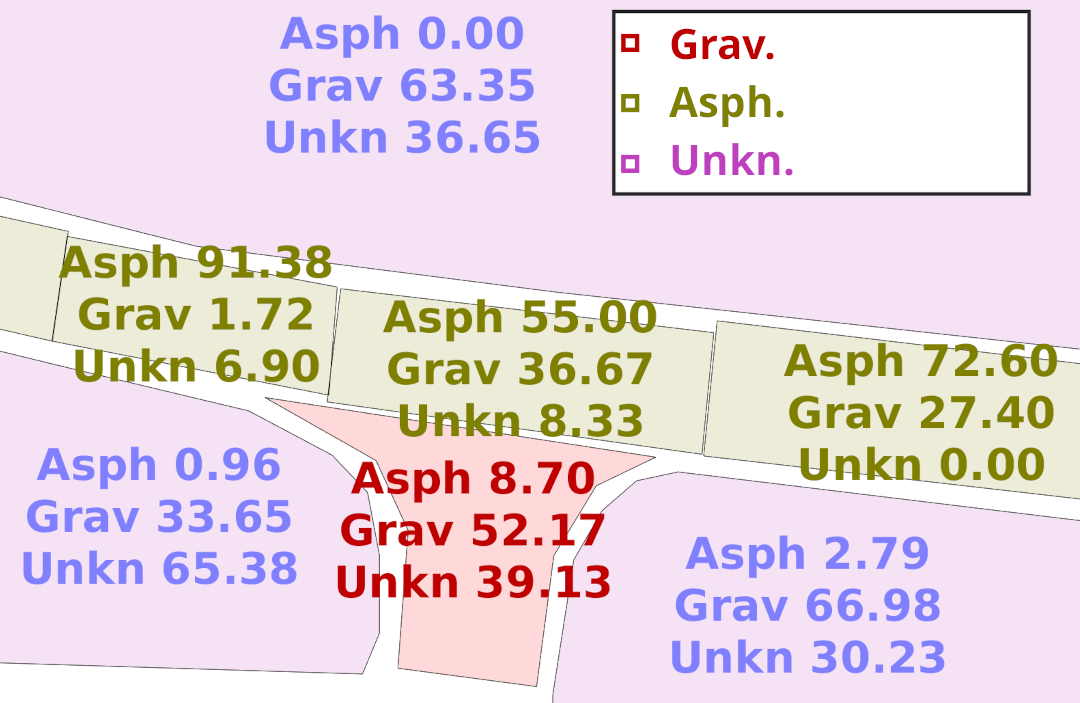 Asph 0.00
Grav 63.35
Unkn 36.65
Grav.
Asph.
Unkn.
Asph 91.38
Grav 1.72
Unkn 6.90
Asph 55.00
Grav 36.67
Unkn 8.33
Asph 72.60
Grav 27.40
Unkn 0.00
Asph 0.96
Grav 33.65
Unkn 65.38
Asph 8.70
Grav 52.17
Unkn 39.13
Asph 2.79
Grav 66.98
Unkn 30.23